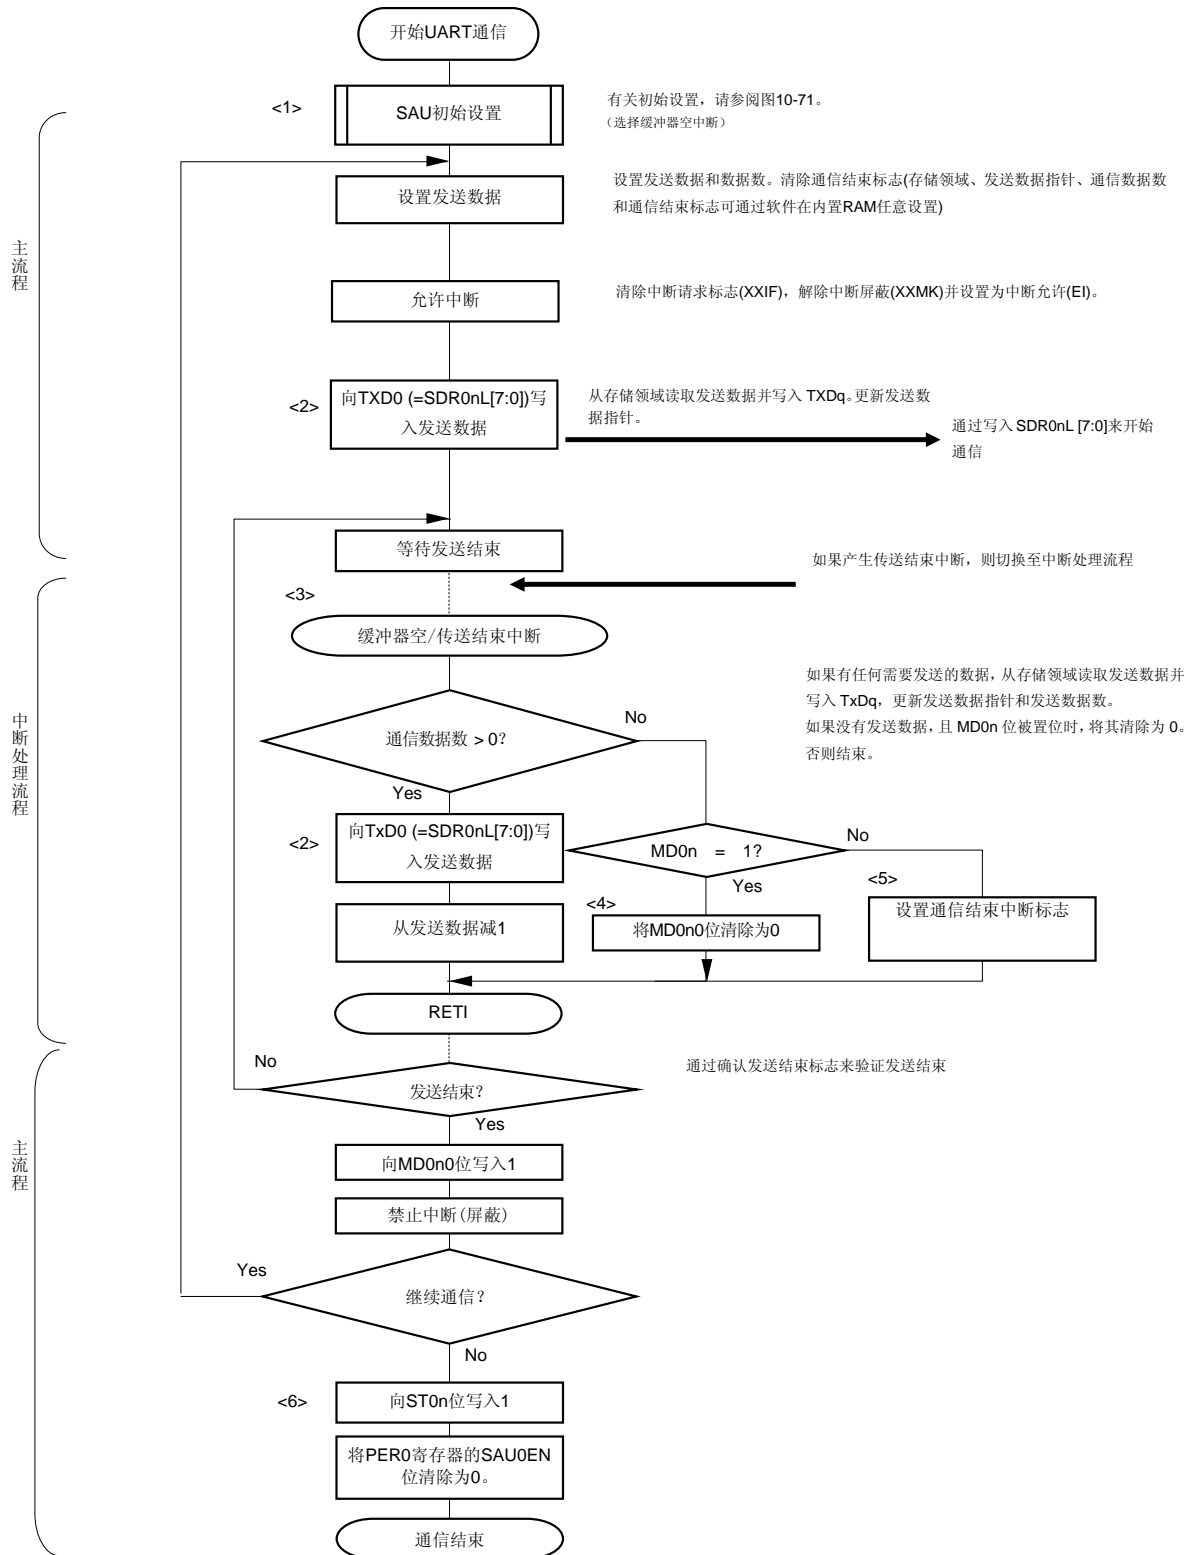 开始UART通信
<1>
SAU初始设置
有关初始设置，请参阅图10-71。
（选择缓冲器空中断）
设置发送数据
设置发送数据和数据数。清除通信结束标志(存储领域、发送数据指针、通信数据数
和通信结束标志可通过软件在内置RAM任意设置)
主流程
允许中断
清除中断请求标志(XXIF)，解除中断屏蔽(XXMK)并设置为中断允许(EI)。
<2>
向TXD0 (=SDR0nL[7:0])写
入发送数据
从存储领域读取发送数据并写入 TXDq。更新发送数
据指针。
通过写入 SDR0nL [7:0]来开始
通信
等待发送结束
如果产生传送结束中断，则切换至中断处理流程
<3>
缓冲器空/传送结束中断
如果有任何需要发送的数据，从存储领域读取发送数据并
写入 TxDq，更新发送数据指针和发送数据数。
如果没有发送数据，且 MD0n 位被置位时，将其清除为 0。
否则结束。
中断处理流程
通信数据数 > 0？
No
Yes
<2>
向TxD0 (=SDR0nL[7:0])写
入发送数据
MD0n = 1?
No
Yes
<4>
<5>
从发送数据减1
将MD0n0位清除为0
设置通信结束中断标志
RETI
No
发送结束？
通过确认发送结束标志来验证发送结束
Yes
主流程
向MD0n0位写入1
禁止中断(屏蔽)
Yes
继续通信？
No
<6>
向ST0n位写入1
将PER0寄存器的SAU0EN
位清除为0。
通信结束